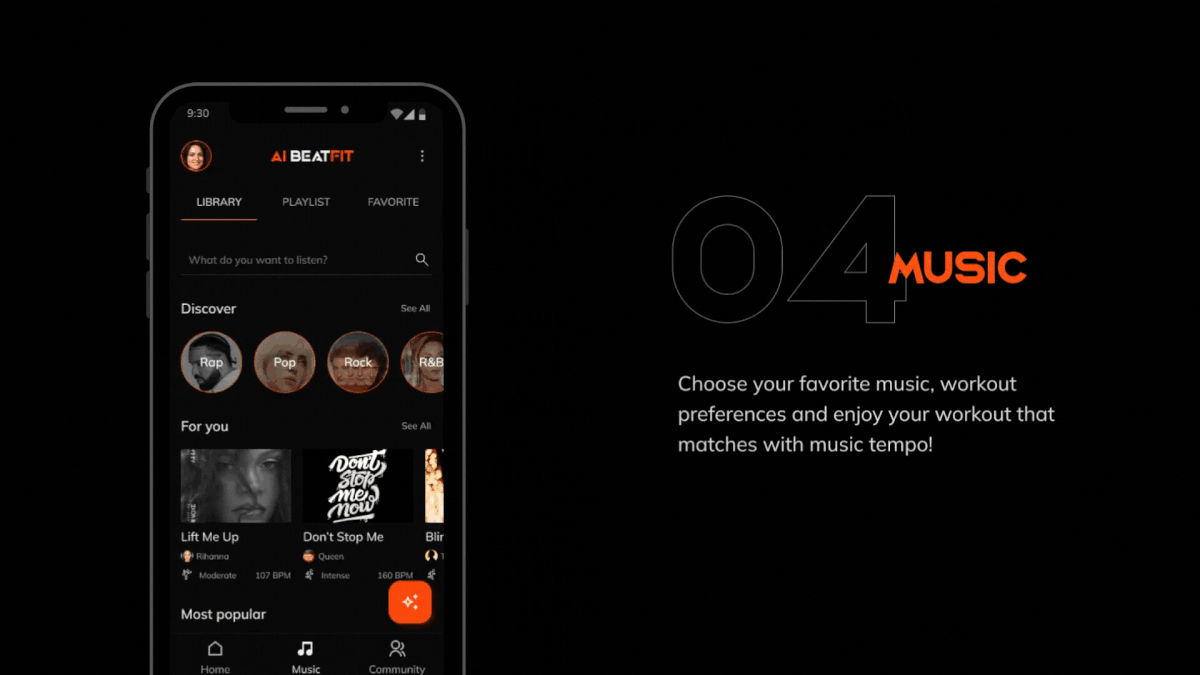 9:30
AI BEATFIT
LIBRARY PLAYLIST FAVORITE
What do you want to listen?
Discover See All
Rap Pop Rock R&B
For you See All
Don't
Stop
me
Now
Lift Me Up Don't Stop Me Blin
Rihanna Queen T
Moderate 107 BPM Intense 160 BPM
Most popular
Home Music Community
04
MUSIC
Choose your favorite music, workout
preferences and enjoy your workout that
matches with music tempo!